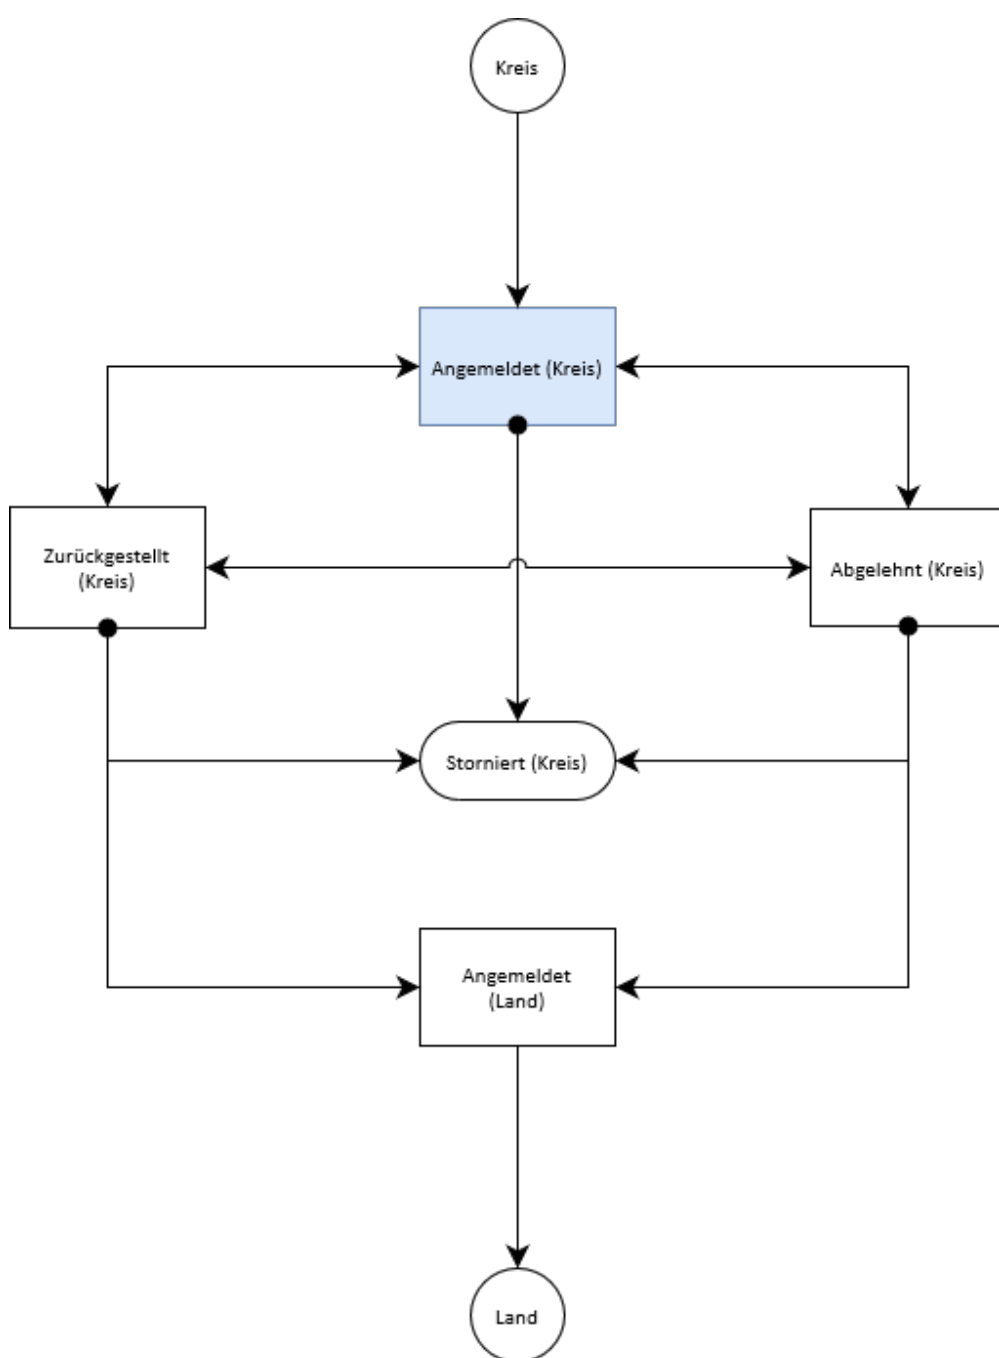 Kreis
Angemeldet (Kreis)
Zurückgestellt
(Kreis)
Abgelehnt (Kreis)
Storniert (Kreis)
Angemeldet
(Land)
Land